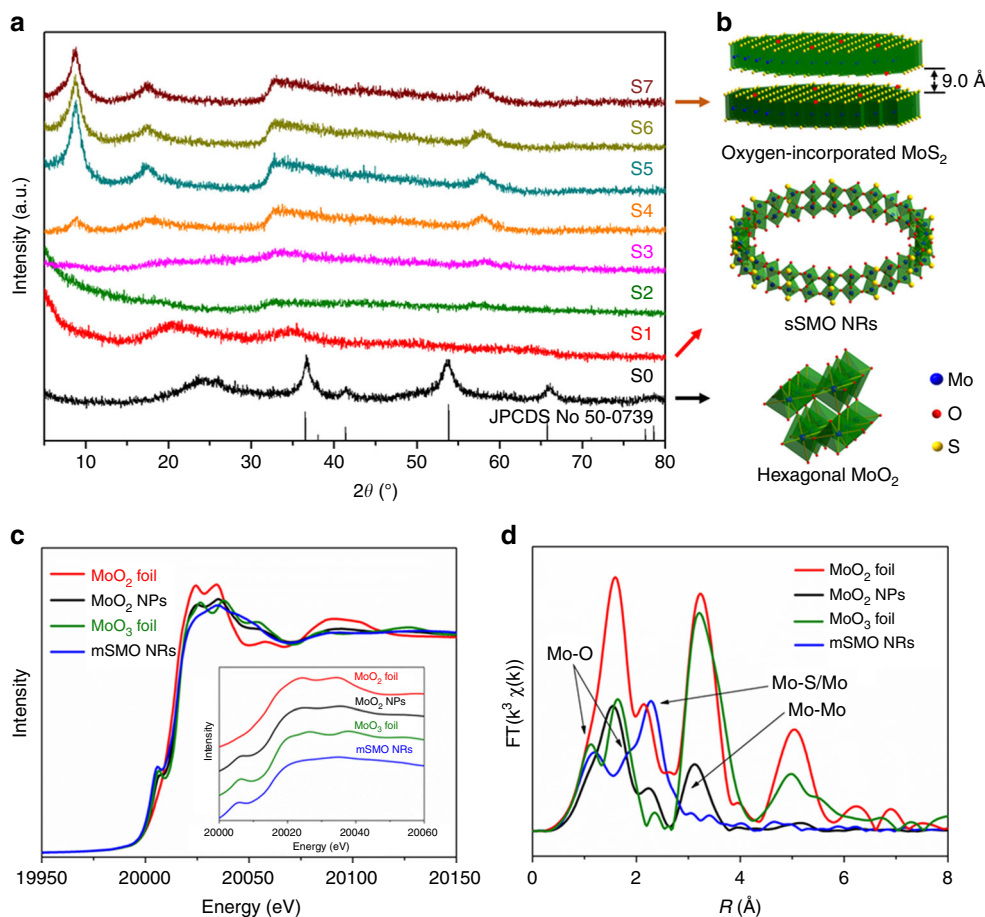 a
Intensity (a.u.)
S7
S6
S5
S4
S3
S2
S1
S0
JPCDS No 50-0739
10 20 30 40 50 60 70 80
2θ (°)
b
9.0 Å
Oxygen-incorporated MoS2
sSMO NRs
Mo
O
S
Hexagonal MoO2
c
Intensity
MoO2 foil
MoO2 NPs
MoO3 foil
mSMO NRs
Intensity
MoO2 foil
MoO2 NPs
MoO3 foil
mSMO NRs
20000 20020 20040 20060
Energy (eV)
19950 20000 20050 20100 20150
Energy (eV)
d
FT(k³ χ(k))
MoO2 foil
MoO2 NPs
MoO3 foil
mSMO NRs
Mo-O
Mo-S/Mo
Mo-Mo
0 2 4 6 8
R (Å)